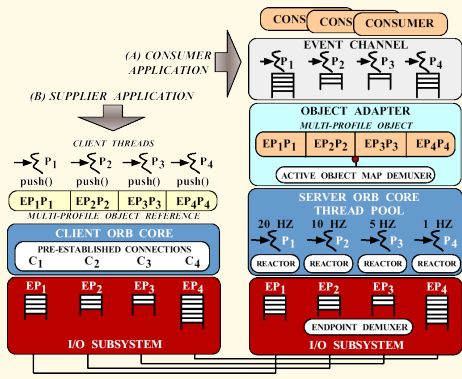 CONS
CONS
CONSUMER
(A) CONSUMER
APPLICATION
EVENT CHANNEL
P1 P2 P3 P4
(B) SUPPLIER APPLICATION
OBJECT ADAPTER
MULTI-PROFILE OBJECT
EP1P1 EP2P2 EP3P3 EP4P4
ACTIVE OBJECT MAP DEMUXER
CLIENT THREADS
P1 P2 P3 P4
push() push() push() push()
EP1P1 EP2P2 EP3P3 EP4P4
MULTI-PROFILE OBJECT REFERENCE
SERVER ORB CORE
THREAD POOL
20 HZ 10 HZ 5 HZ 1 HZ
P1 P2 P3 P4
REACTOR REACTOR REACTOR REACTOR
CLIENT ORB CORE
PRE-ESTABLISHED CONNECTIONS
C1 C2 C3 C4
EP1 EP2 EP3 EP4
I/O SUBSYSTEM
EP1 EP2 EP3 EP4
ENDPOINT DEMUXER
I/O SUBSYSTEM